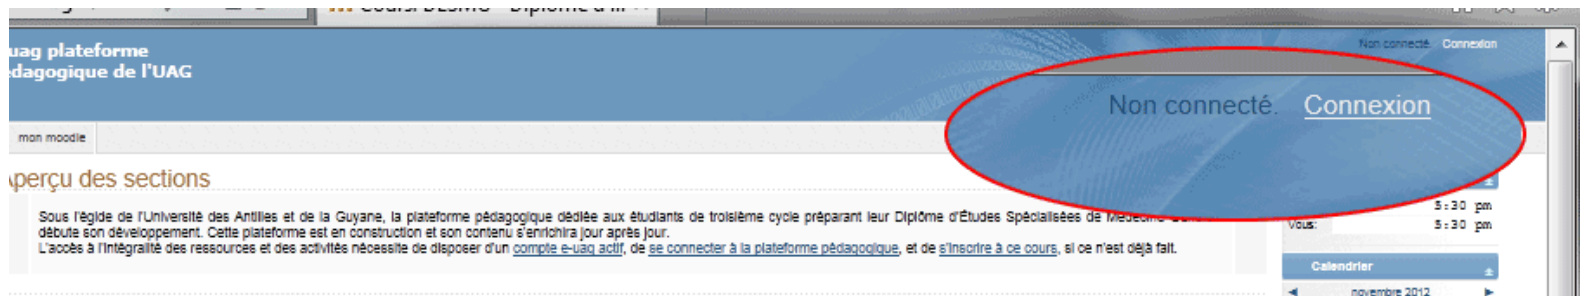 uag plateforme
édagogique de l'UAG
Non connecté. Connexion
Non connecté. Connexion
mon moodle
Aperçu des sections
Sous l'égide de l'Université des Antilles et de la Guyane, la plateforme pédagogique dédiée aux étudiants de troisième cycle préparant leur Diplôme d'Études Spécialisées de
débute son développement. Cette plateforme est en construction et son contenu s'enrichira jour après jour.
L'accès à l'intégralité des ressources et des activités nécessite de disposer d'un compte e-uag actif, de se connecter à la plateforme pédagogique, et de s'inscrire à ce cours, si ce n'est déjà fait.
5:30 pm
Vous: 5:30 pm
Calendrier
novembre 2012